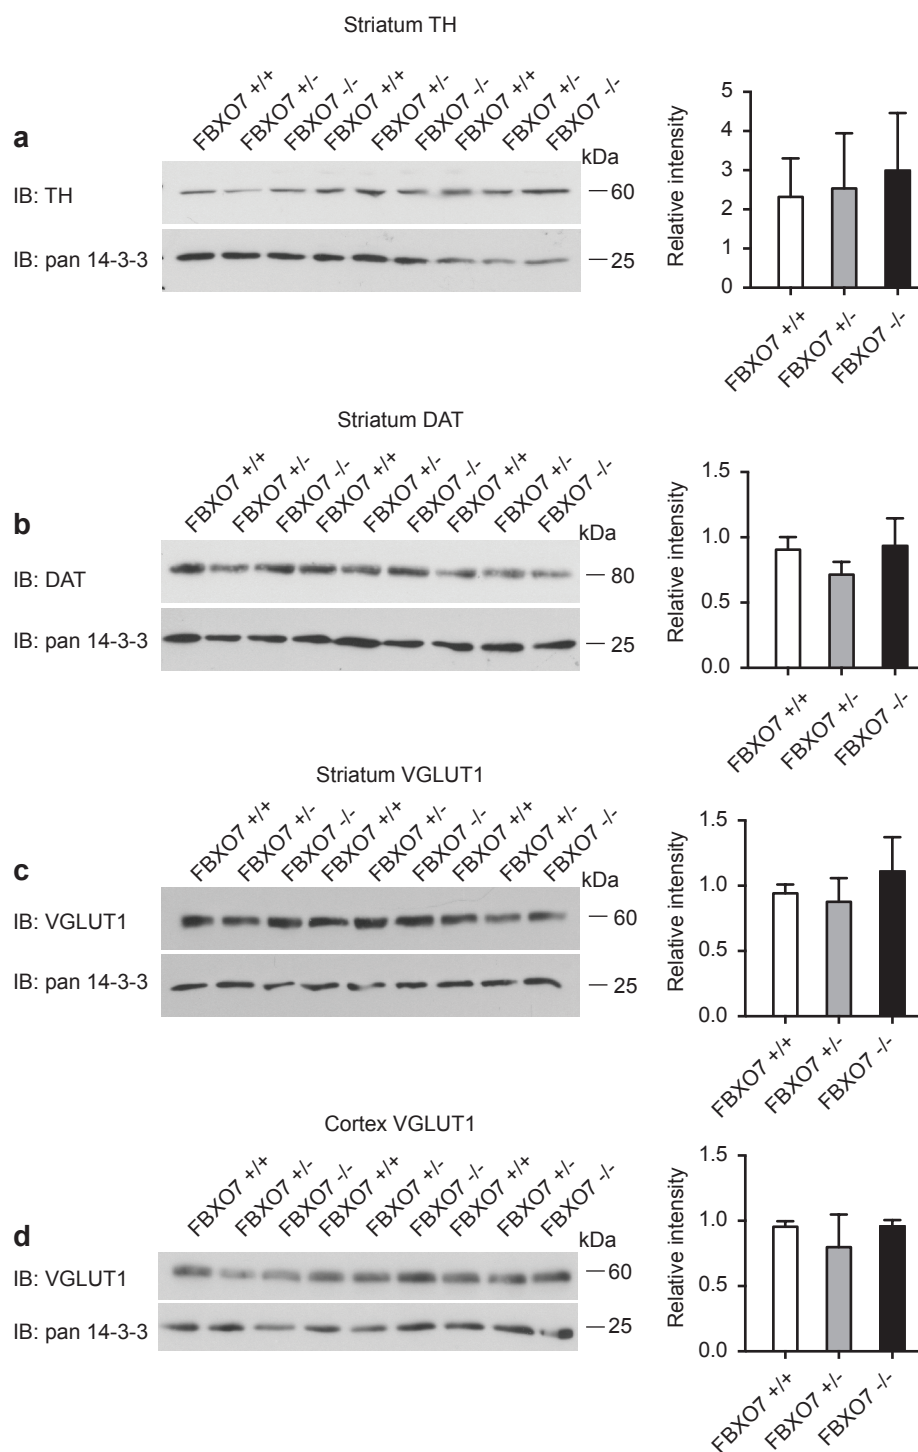 Striatum TH
FBXO7 +/+
FBXO7 +/-
FBXO7 -/-
FBXO7 +/+
FBXO7 +/-
FBXO7 -/-
FBXO7 +/+
FBXO7 +/-
FBXO7 -/-
a
kDa
IB: TH
60
IB: pan 14-3-3
25
Relative intensity
5
4
3
2
1
0
FBXO7 +/+
FBXO7 +/-
FBXO7 -/-
Striatum DAT
FBXO7 +/+
FBXO7 +/-
FBXO7 -/-
FBXO7 +/+
FBXO7 +/-
FBXO7 -/-
FBXO7 +/+
FBXO7 +/-
FBXO7 -/-
b
kDa
IB: DAT
80
IB: pan 14-3-3
25
Relative intensity
1.5
1.0
0.5
0.0
FBXO7 +/+
FBXO7 +/-
FBXO7 -/-
Striatum VGLUT1
FBXO7 +/+
FBXO7 +/-
FBXO7 -/-
FBXO7 +/+
FBXO7 +/-
FBXO7 -/-
FBXO7 +/+
FBXO7 +/-
FBXO7 -/-
c
kDa
IB: VGLUT1
60
IB: pan 14-3-3
25
Relative intensity
1.5
1.0
0.5
0.0
FBXO7 +/+
FBXO7 +/-
FBXO7 -/-
Cortex VGLUT1
FBXO7 +/+
FBXO7 +/-
FBXO7 -/-
FBXO7 +/+
FBXO7 +/-
FBXO7 -/-
FBXO7 +/+
FBXO7 +/-
FBXO7 -/-
d
kDa
IB: VGLUT1
60
IB: pan 14-3-3
25
Relative intensity
1.5
1.0
0.5
0.0
FBXO7 +/+
FBXO7 +/-
FBXO7 -/-